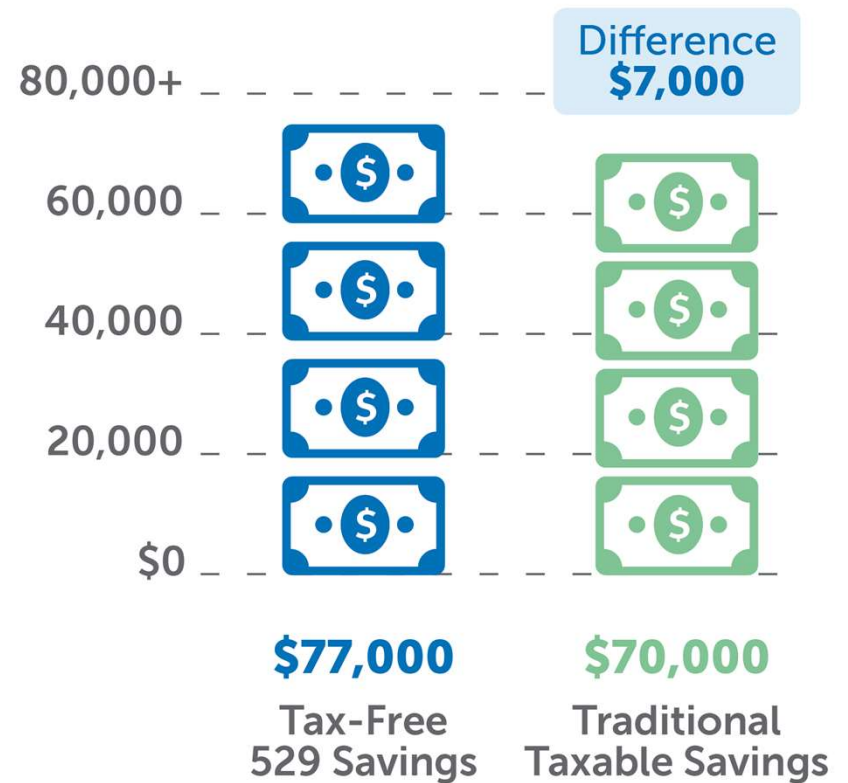 Difference
$7,000
80,000+
60,000
40,000
20,000
$0
$ $ $ $
$ $ $ $
$77,000
Tax-Free
529 Savings
$70,000
Traditional
Taxable Savings